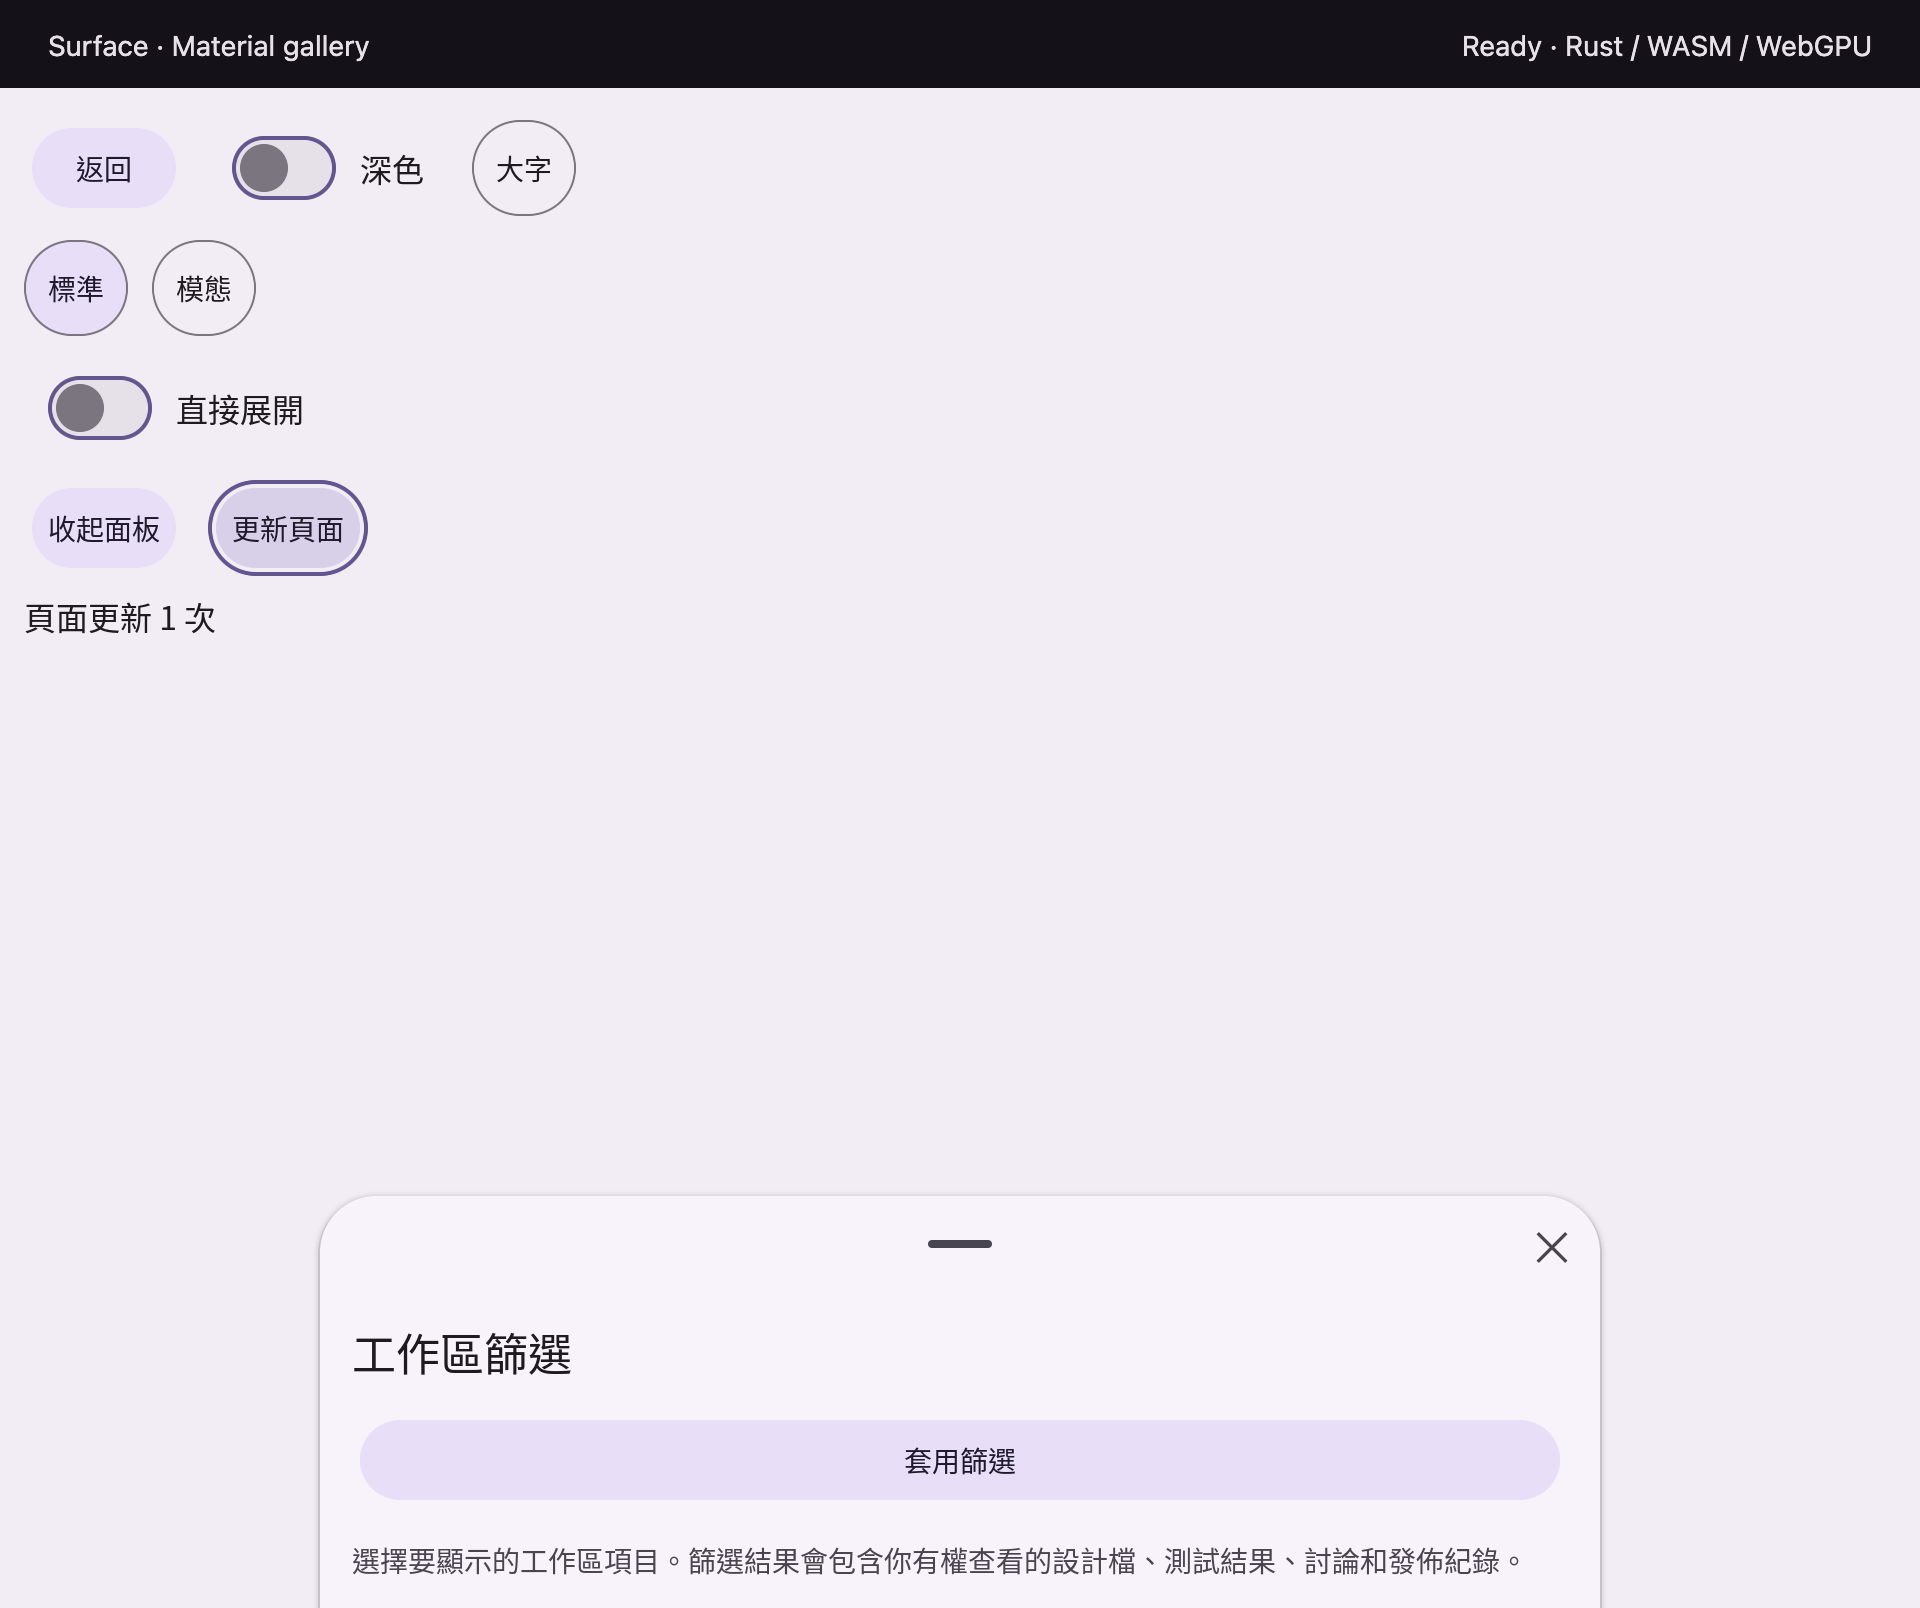 Surface · Material gallery
Ready · Rust / WASM / WebGPU
返回 深色 大字
標準 模態
直接展開
收起面板 更新頁面
頁面更新 1 次
工作區篩選
套用篩選
選擇要顯示的工作區項目。篩選結果會包含你有權查看的設計檔、測試結果、討論和發佈紀錄。